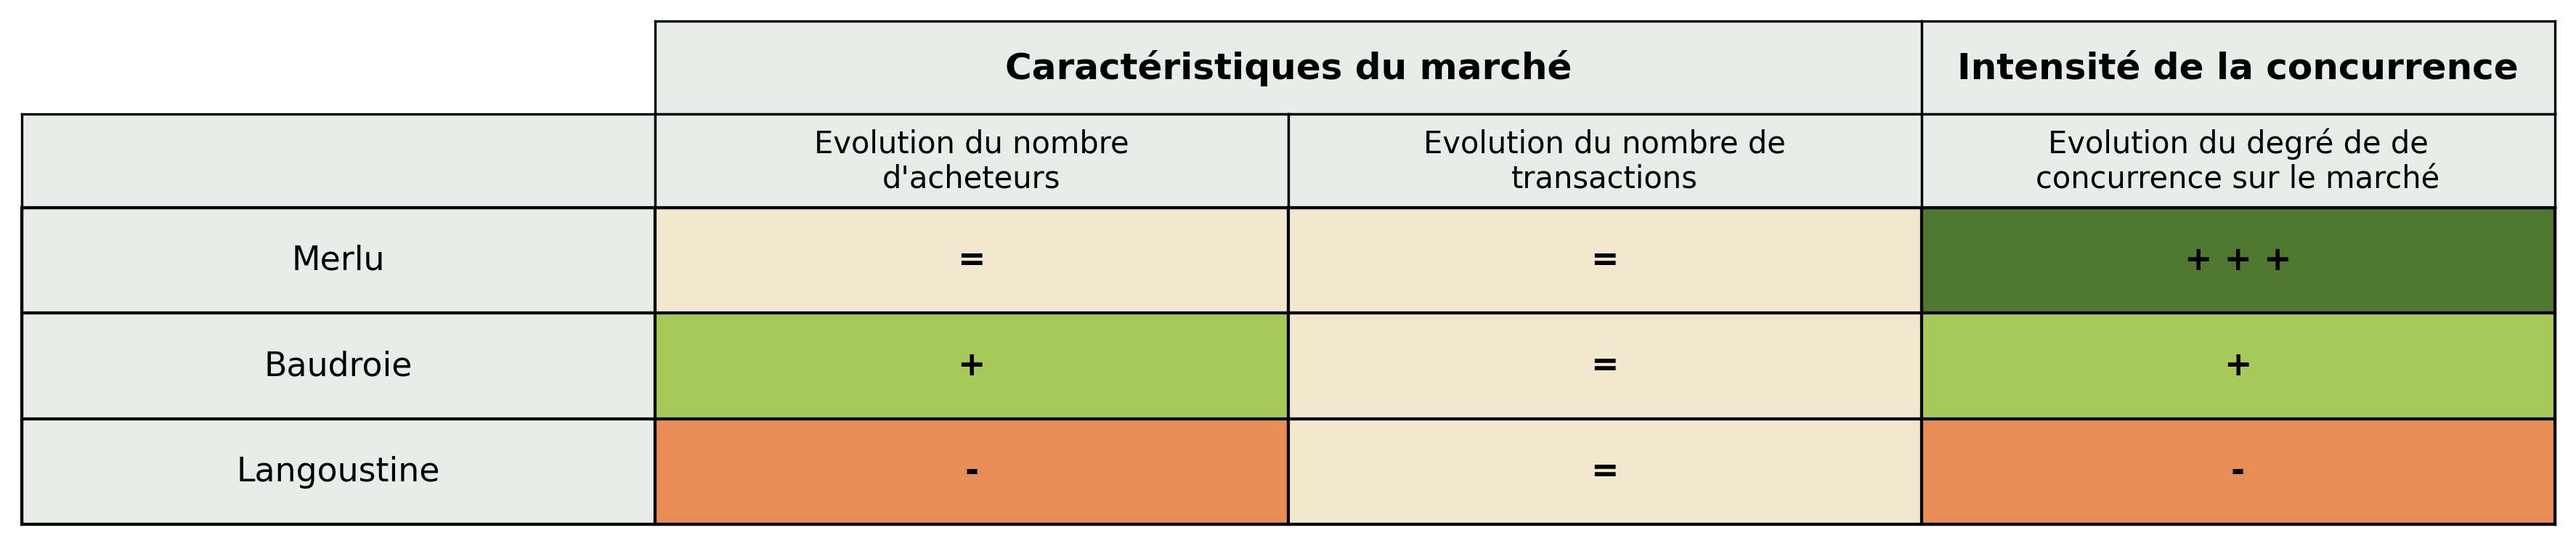 Caractéristiques du marché
Intensité de la concurrence
Evolution du nombre
d'acheteurs
Evolution du nombre de
transactions
Evolution du degré de de
concurrence sur le marché
Merlu
=
=
+ + +
Baudroie
+
=
+
Langoustine
-
=
-